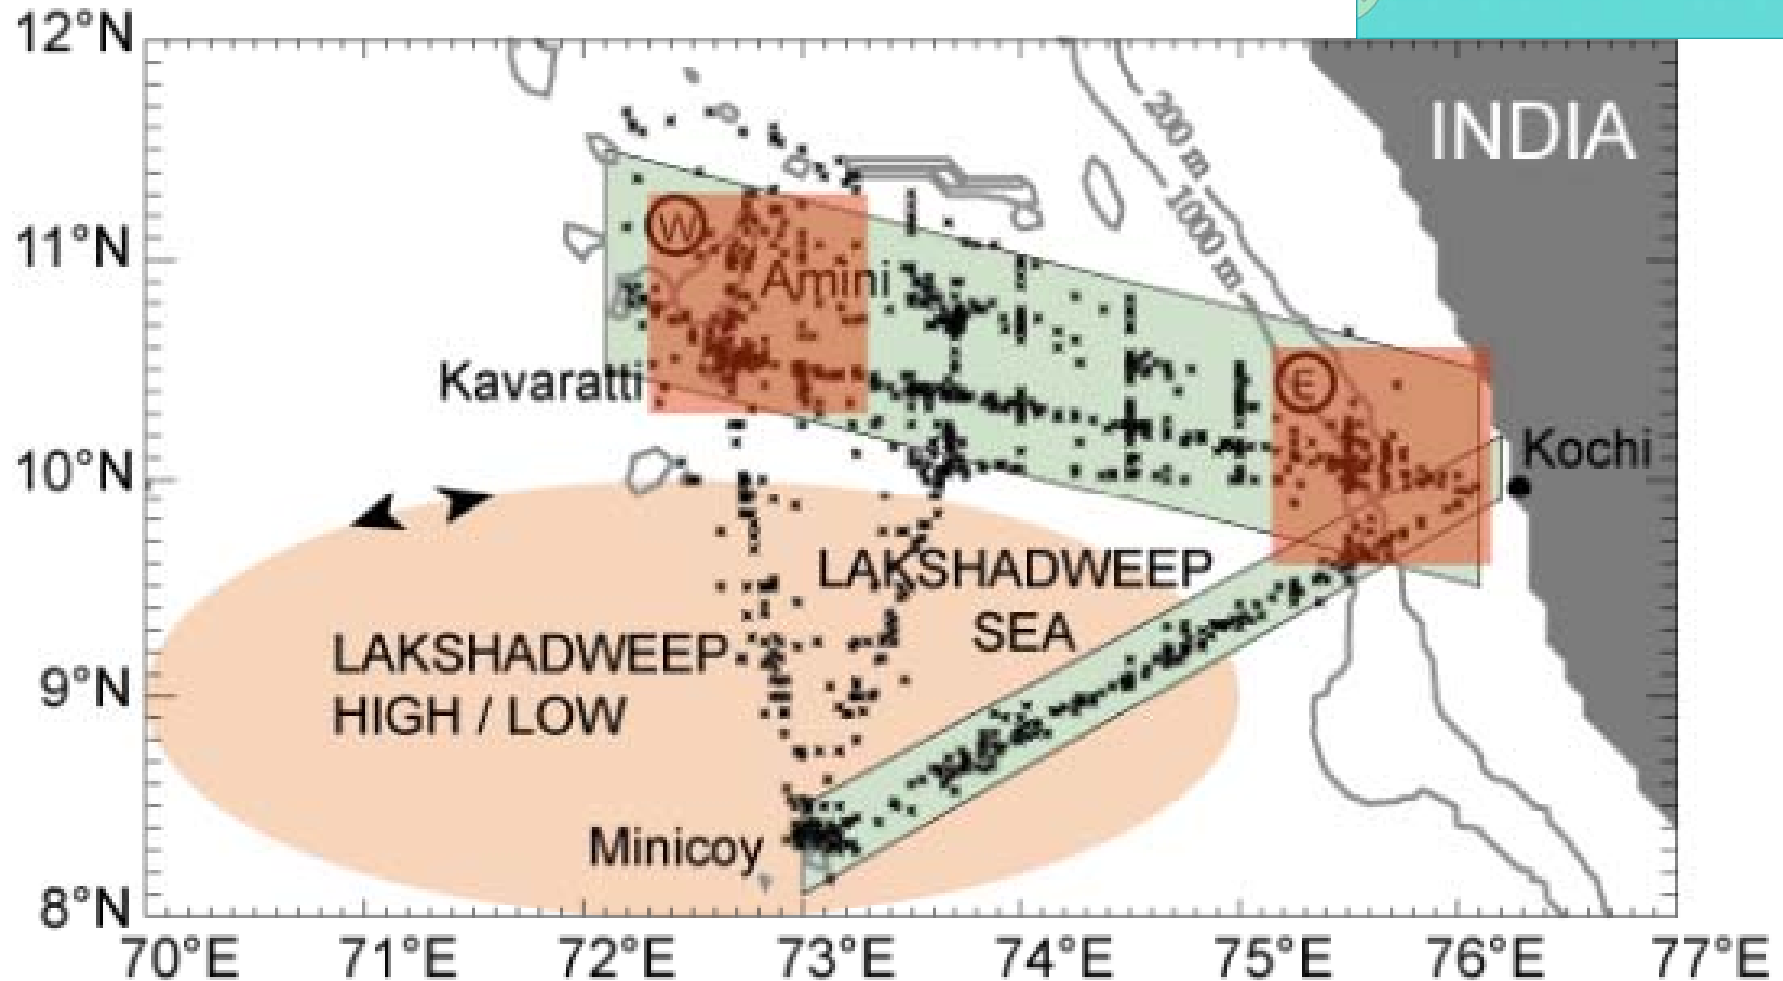 12°N
INDIA
200 m
1000 m
W
11°N
Amini
E
Kavaratti
Kochi
10°N
LAKSHADWEEP
SEA
LAKSHADWEEP
HIGH / LOW
9°N
Minicoy
8°N
70°E 71°E 72°E 73°E 74°E 75°E 76°E 77°E